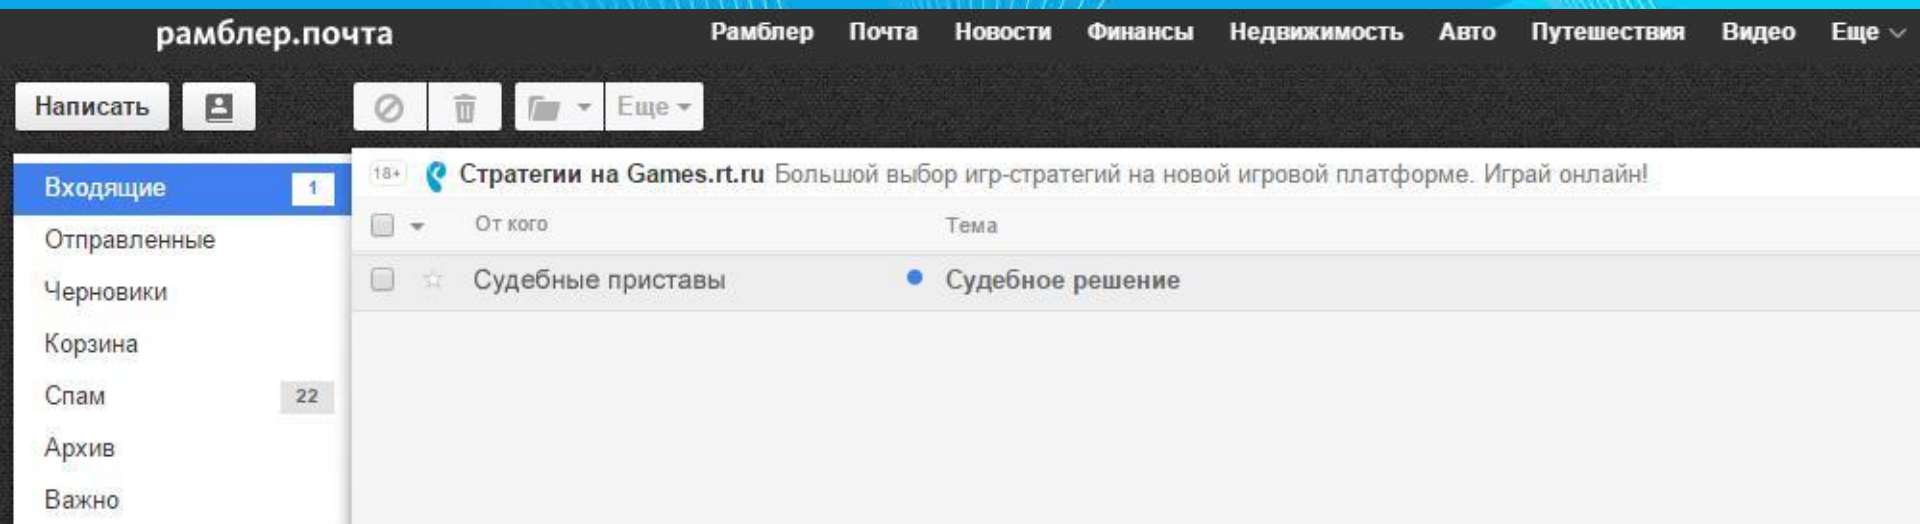 рамблер.почта Рамблер Почта Новости Финансы Недвижимость Авто Путешествия Видео Еще
Написать Еще
Входящие 1
Отправленные
Черновики
Корзина
Спам 22
Архив
Важно
18+ Стратегии на Games.rt.ru Большой выбор игр-стратегий на новой игровой платформе. Играй онлайн!
От кого Тема
Судебные приставы Судебное решение